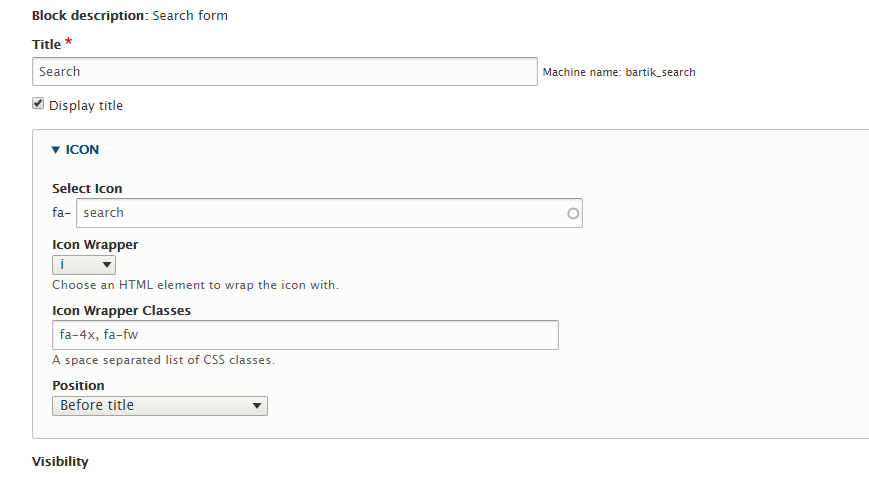 Block description: Search form
Title *
Search
Machine name: bartik_search
Display title
ICON
Select Icon
fa- search
Icon Wrapper
i
Choose an HTML element to wrap the icon with.
Icon Wrapper Classes
fa-4x, fa-fw
A space separated list of CSS classes.
Position
Before title
Visibility